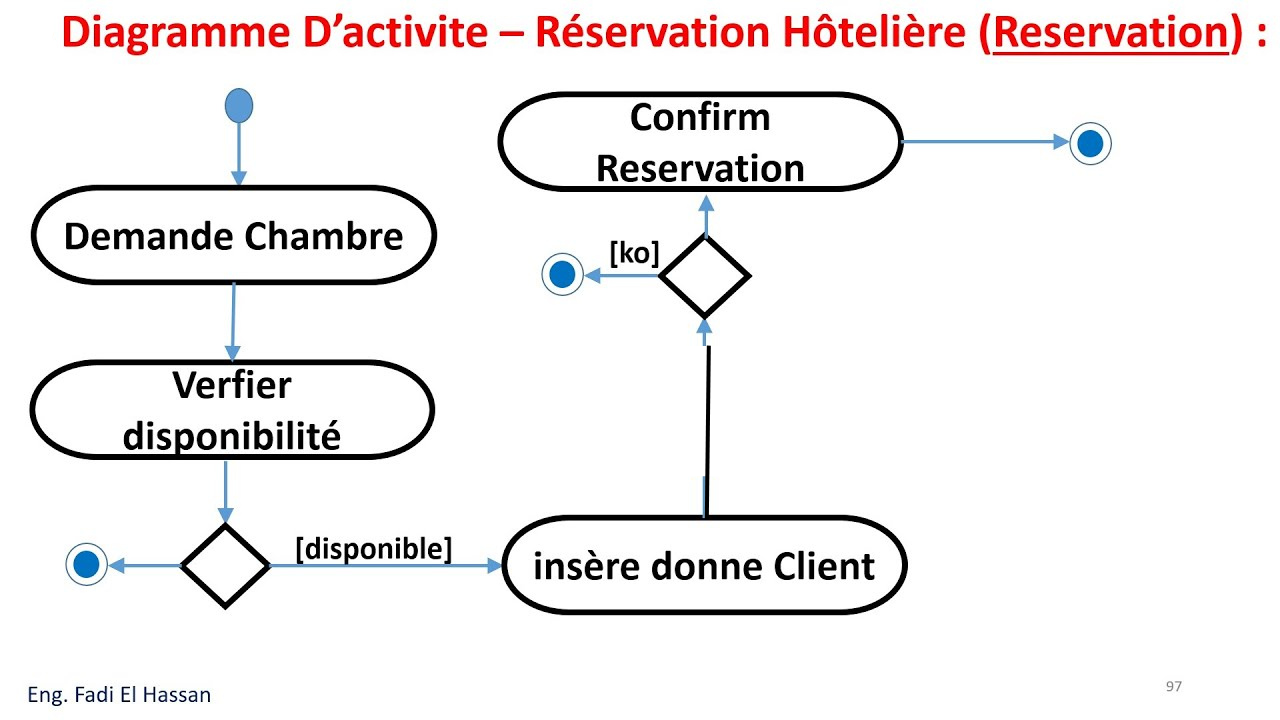 Diagramme D’activite – Réservation Hôtelière (Reservation) :
Demande Chambre
Verfier
disponibilité
[disponible]
insère donne Client
[ko]
Confirm
Reservation
Eng. Fadi El Hassan
97